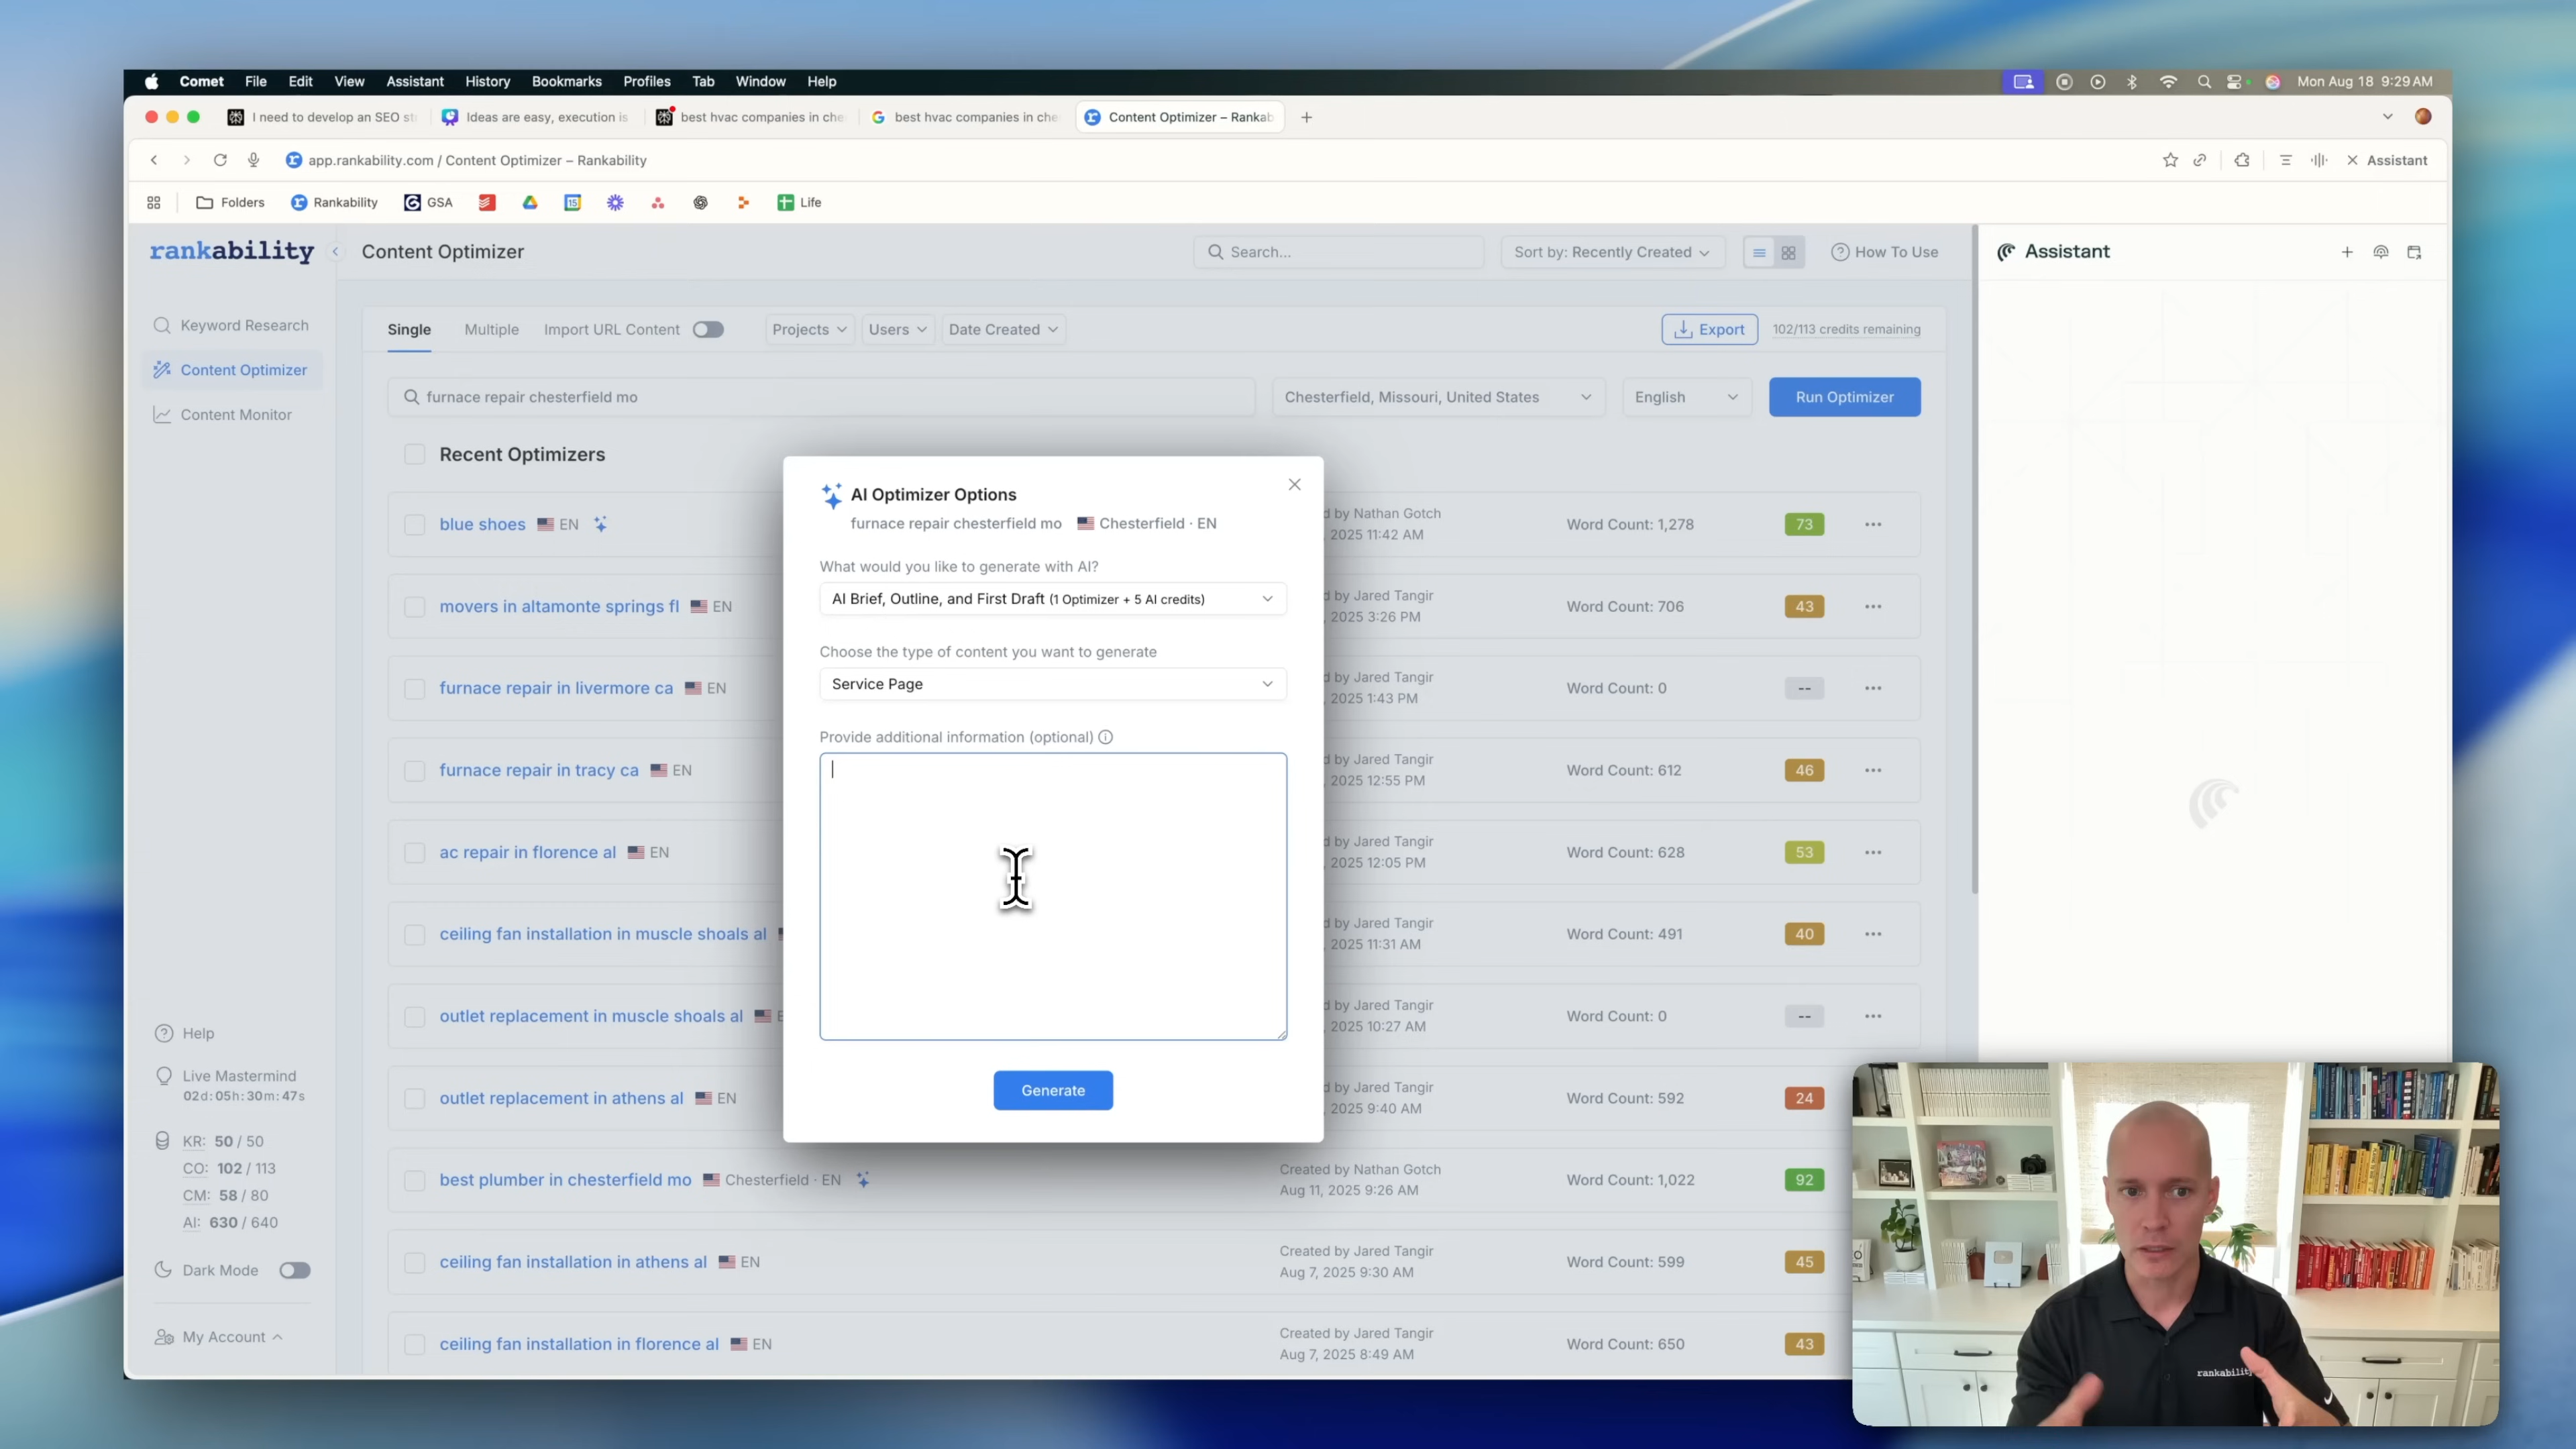 Comet File Edit View Assistant History Bookmarks Profiles Tab Window Help Mon Aug 18 9:29 AM
I need to develop an SEO st Ideas are easy, execution is best hvac companies in che best hvac companies in che Content Optimizer – Rankab
app.rankability.com / Content Optimizer – Rankability Assistant
Folders Rankability GSA 15 Life
rankability Content Optimizer Search... Sort by: Recently Created How To Use Assistant
Keyword Research
Content Optimizer
Content Monitor
Single Multiple Import URL Content Projects Users Date Created Export 102/113 credits remaining
furnace repair chesterfield mo Chesterfield, Missouri, United States English Run Optimizer
Recent Optimizers
blue shoes EN d by Nathan Gotch Word Count: 1,278 73
2025 11:42 AM
movers in altamonte springs fl EN d by Jared Tangir Word Count: 706 43
2025 3:26 PM
furnace repair in livermore ca EN d by Jared Tangir Word Count: 0 --
2025 1:43 PM
furnace repair in tracy ca EN d by Jared Tangir Word Count: 612 46
2025 12:55 PM
ac repair in florence al EN d by Jared Tangir Word Count: 628 53
2025 12:05 PM
ceiling fan installation in muscle shoals al d by Jared Tangir Word Count: 491 40
2025 11:31 AM
outlet replacement in muscle shoals al E d by Jared Tangir Word Count: 0 --
2025 10:27 AM
outlet replacement in athens al EN d by Jared Tangir Word Count: 592 24
2025 9:40 AM
best plumber in chesterfield mo Chesterfield · EN Created by Nathan Gotch Word Count: 1,022 92
Aug 11, 2025 9:26 AM
ceiling fan installation in athens al EN Created by Jared Tangir Word Count: 599 45
Aug 7, 2025 9:30 AM
ceiling fan installation in florence al EN Created by Jared Tangir Word Count: 650 43
Aug 7, 2025 8:49 AM
AI Optimizer Options
furnace repair chesterfield mo Chesterfield · EN
What would you like to generate with AI?
AI Brief, Outline, and First Draft (1 Optimizer + 5 AI credits)
Choose the type of content you want to generate
Service Page
Provide additional information (optional)
Generate
Help
Live Mastermind
02d: 05h: 30m: 47s
KR: 50 / 50
CO: 102 / 113
CM: 58 / 80
AI: 630 / 640
Dark Mode
My Account
rankability